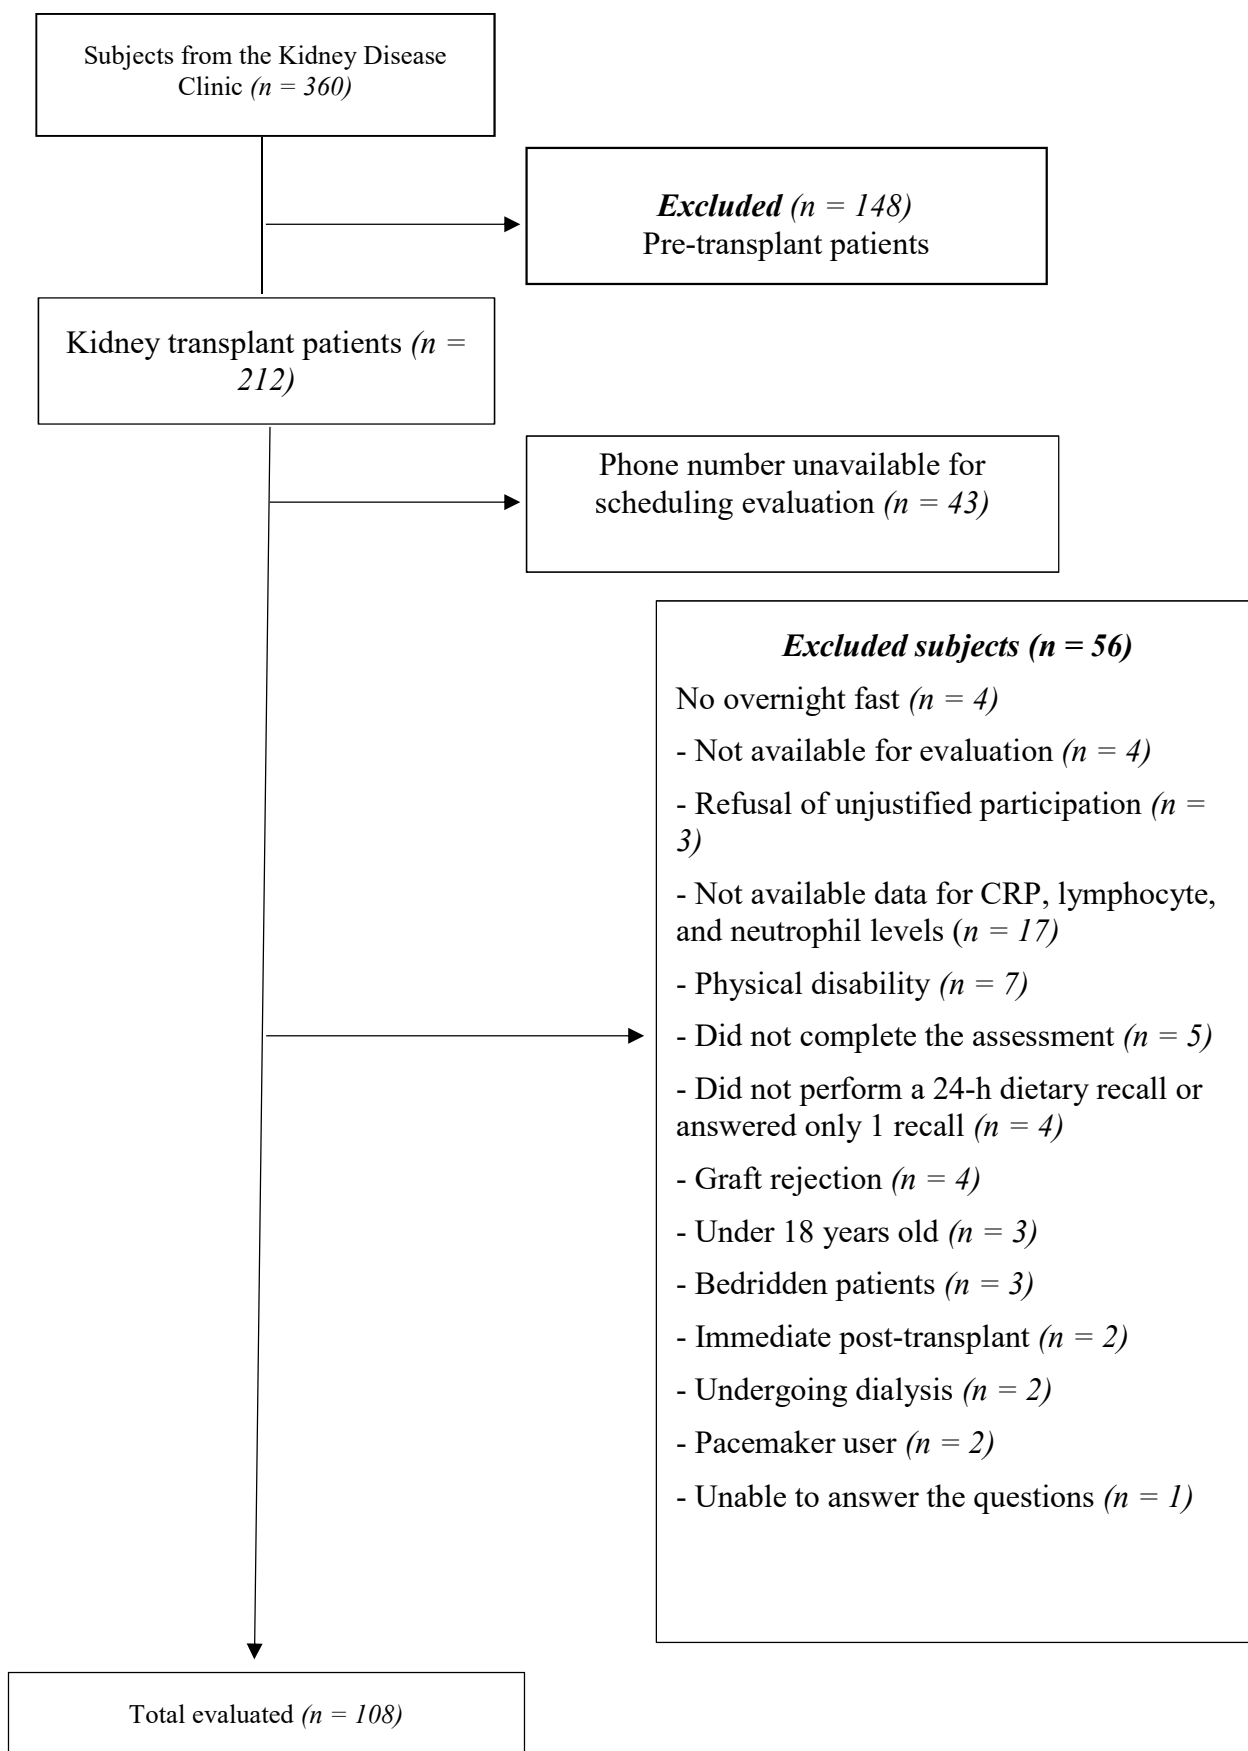 Subjects from the Kidney Disease
Clinic (n = 360)
Excluded (n = 148)
Pre-transplant patients
Kidney transplant patients (n =
212)
Phone number unavailable for
scheduling evaluation (n = 43)
Excluded subjects (n = 56)
No overnight fast (n = 4)
- Not available for evaluation (n = 4)
- Refusal of unjustified participation (n =
3)
- Not available data for CRP, lymphocyte,
and neutrophil levels (n = 17)
- Physical disability (n = 7)
- Did not complete the assessment (n = 5)
- Did not perform a 24-h dietary recall or
answered only 1 recall (n = 4)
- Graft rejection (n = 4)
- Under 18 years old (n = 3)
- Bedridden patients (n = 3)
- Immediate post-transplant (n = 2)
- Undergoing dialysis (n = 2)
- Pacemaker user (n = 2)
- Unable to answer the questions (n = 1)
Total evaluated (n = 108)